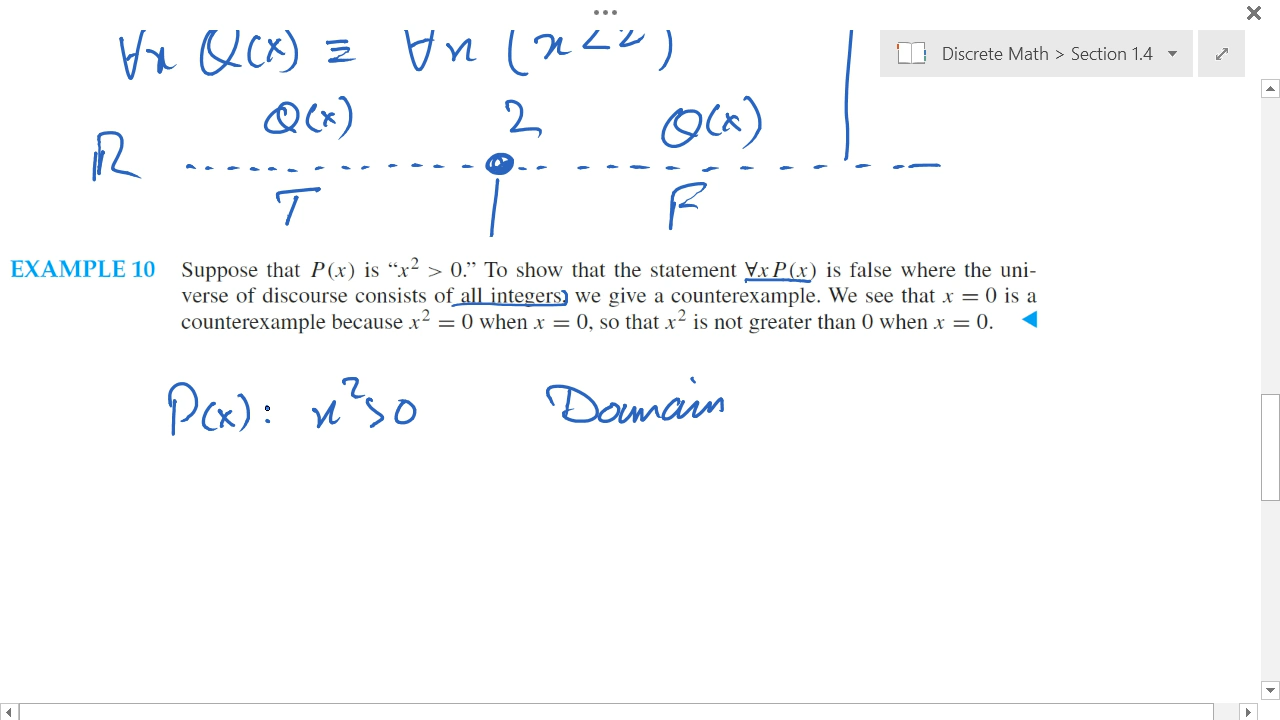 ∀x Q(x) ≡ ∀x (x<2)
Discrete Math > Section 1.4
Q(x) 2 Q(x)
R
T F
EXAMPLE 10 Suppose that P(x) is “x² > 0.” To show that the statement ∀xP(x) is false where the uni-
verse of discourse consists of all integers, we give a counterexample. We see that x = 0 is a
counterexample because x² = 0 when x = 0, so that x² is not greater than 0 when x = 0.
P(x): x²>0 Domain